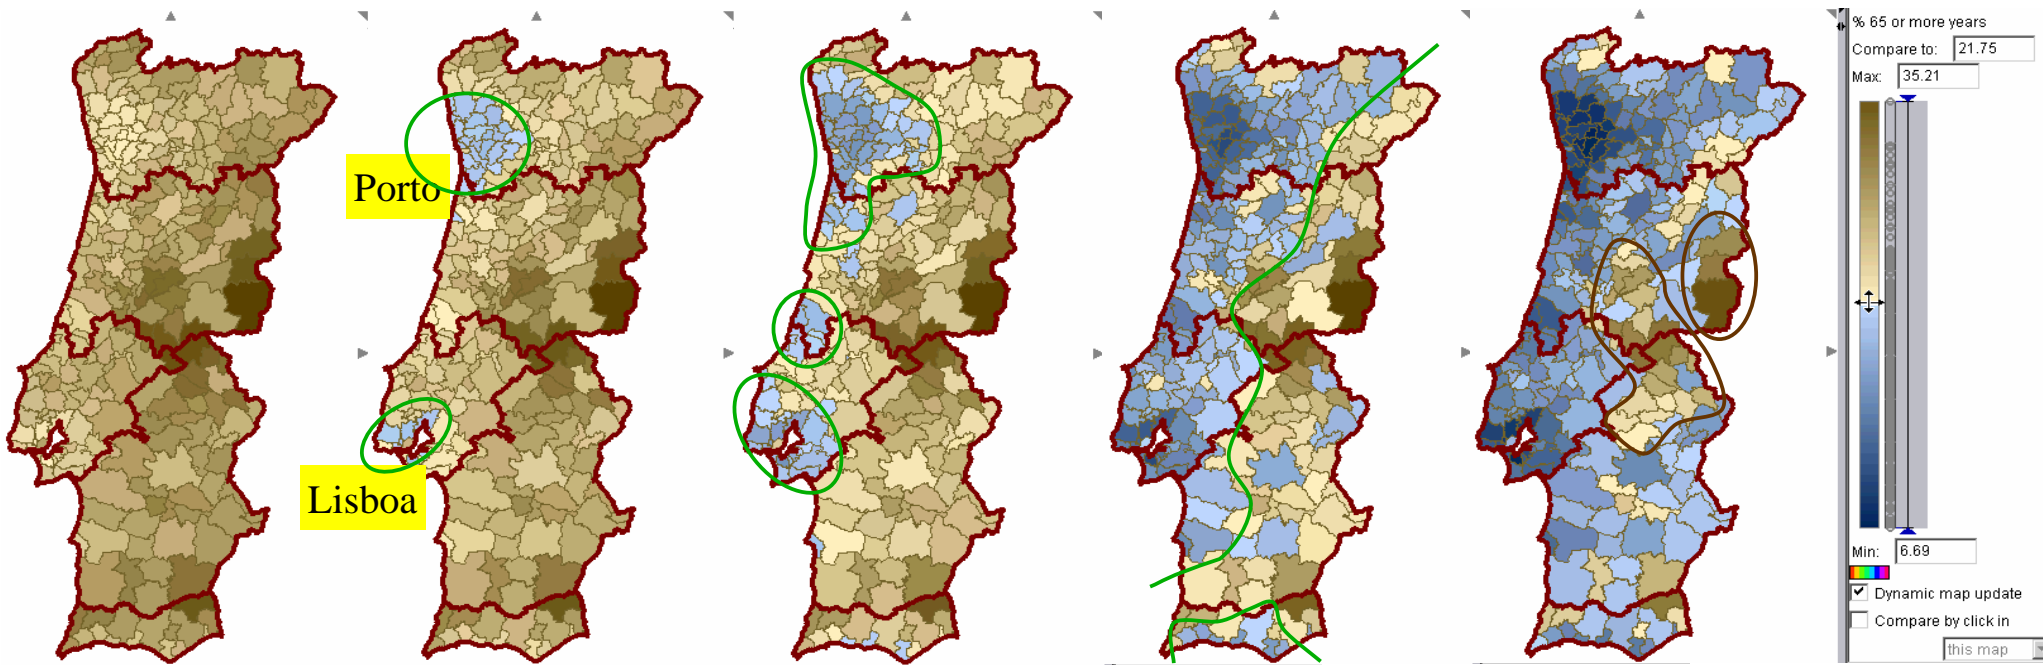 Porto
Lisboa
% 65 or more years
Compare to: 21.75
Max: 35.21
Min: 6.69
Dynamic map update
Compare by click in
this map